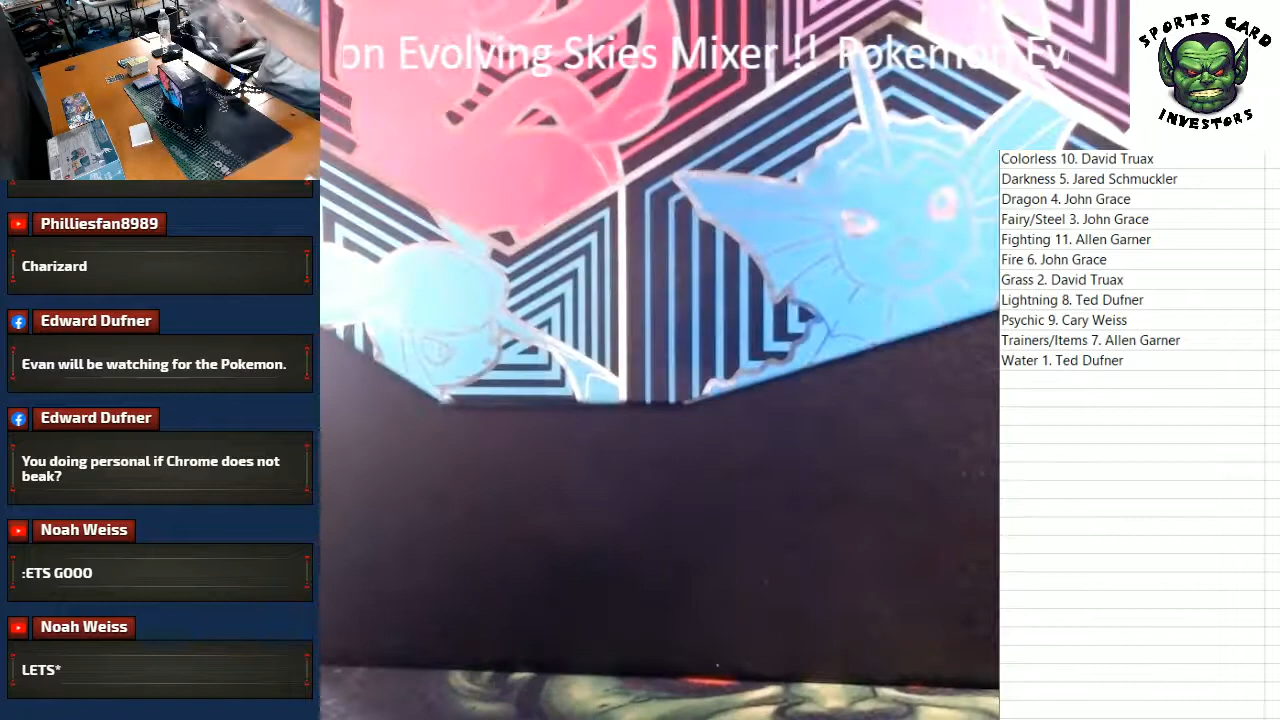 on Evolving Skies Mixer !! Pokemon Ev
SPORTS CARD
INVESTORS
Colorless 10. David Truax
Darkness 5. Jared Schmuckler
Dragon 4. John Grace
Fairy/Steel 3. John Grace
Fighting 11. Allen Garner
Fire 6. John Grace
Grass 2. David Truax
Lightning 8. Ted Dufner
Psychic 9. Cary Weiss
Trainers/Items 7. Allen Garner
Water 1. Ted Dufner
Philliesfan8989
Charizard
Edward Dufner
Evan will be watching for the Pokemon.
Edward Dufner
You doing personal if Chrome does not
beak?
Noah Weiss
:ETS GOOO
Noah Weiss
LETS*